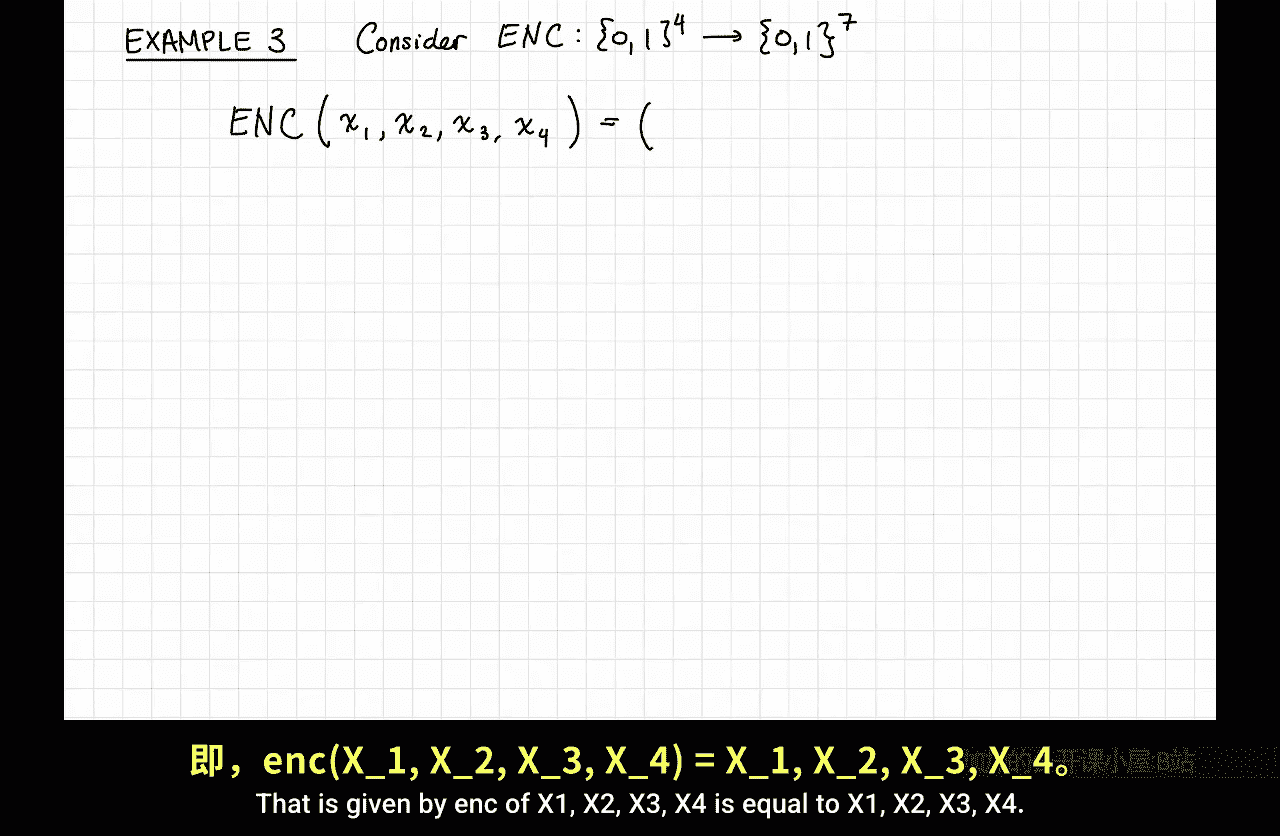 EXAMPLE 3 Consider ENC : {0,1}⁴ → {0,1}⁷
ENC (x₁, x₂, x₃, x₄) = (
即，enc(X_1, X_2, X_3, X_4) = X_1, X_2, X_3, X_4。
That is given by enc of X1, X2, X3, X4 is equal to X1, X2, X3, X4.